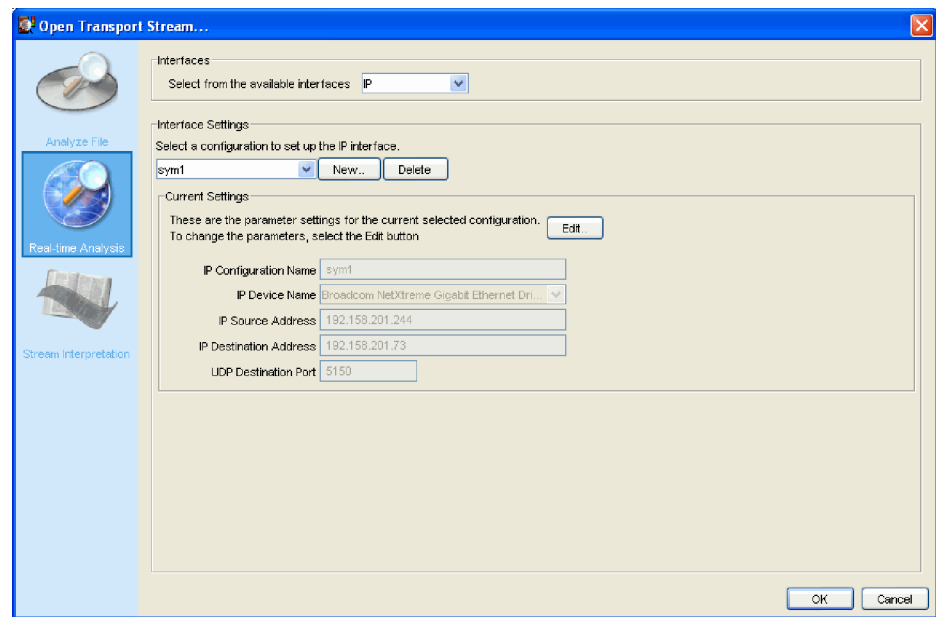 Open Transport Stream...
Analyze File
Real-time Analysis
Stream Interpretation
Interfaces
Select from the available interfaces IP
Interface Settings
Select a configuration to set up the IP interface.
sym1 New.. Delete
Current Settings
These are the parameter settings for the current selected configuration.
To change the parameters, select the Edit button
Edit..
IP Configuration Name sym1
IP Device Name Broadcom NetXtreme Gigabit Ethernet Dri...
IP Source Address 192.158.201.244
IP Destination Address 192.158.201.73
UDP Destination Port 5150
OK Cancel